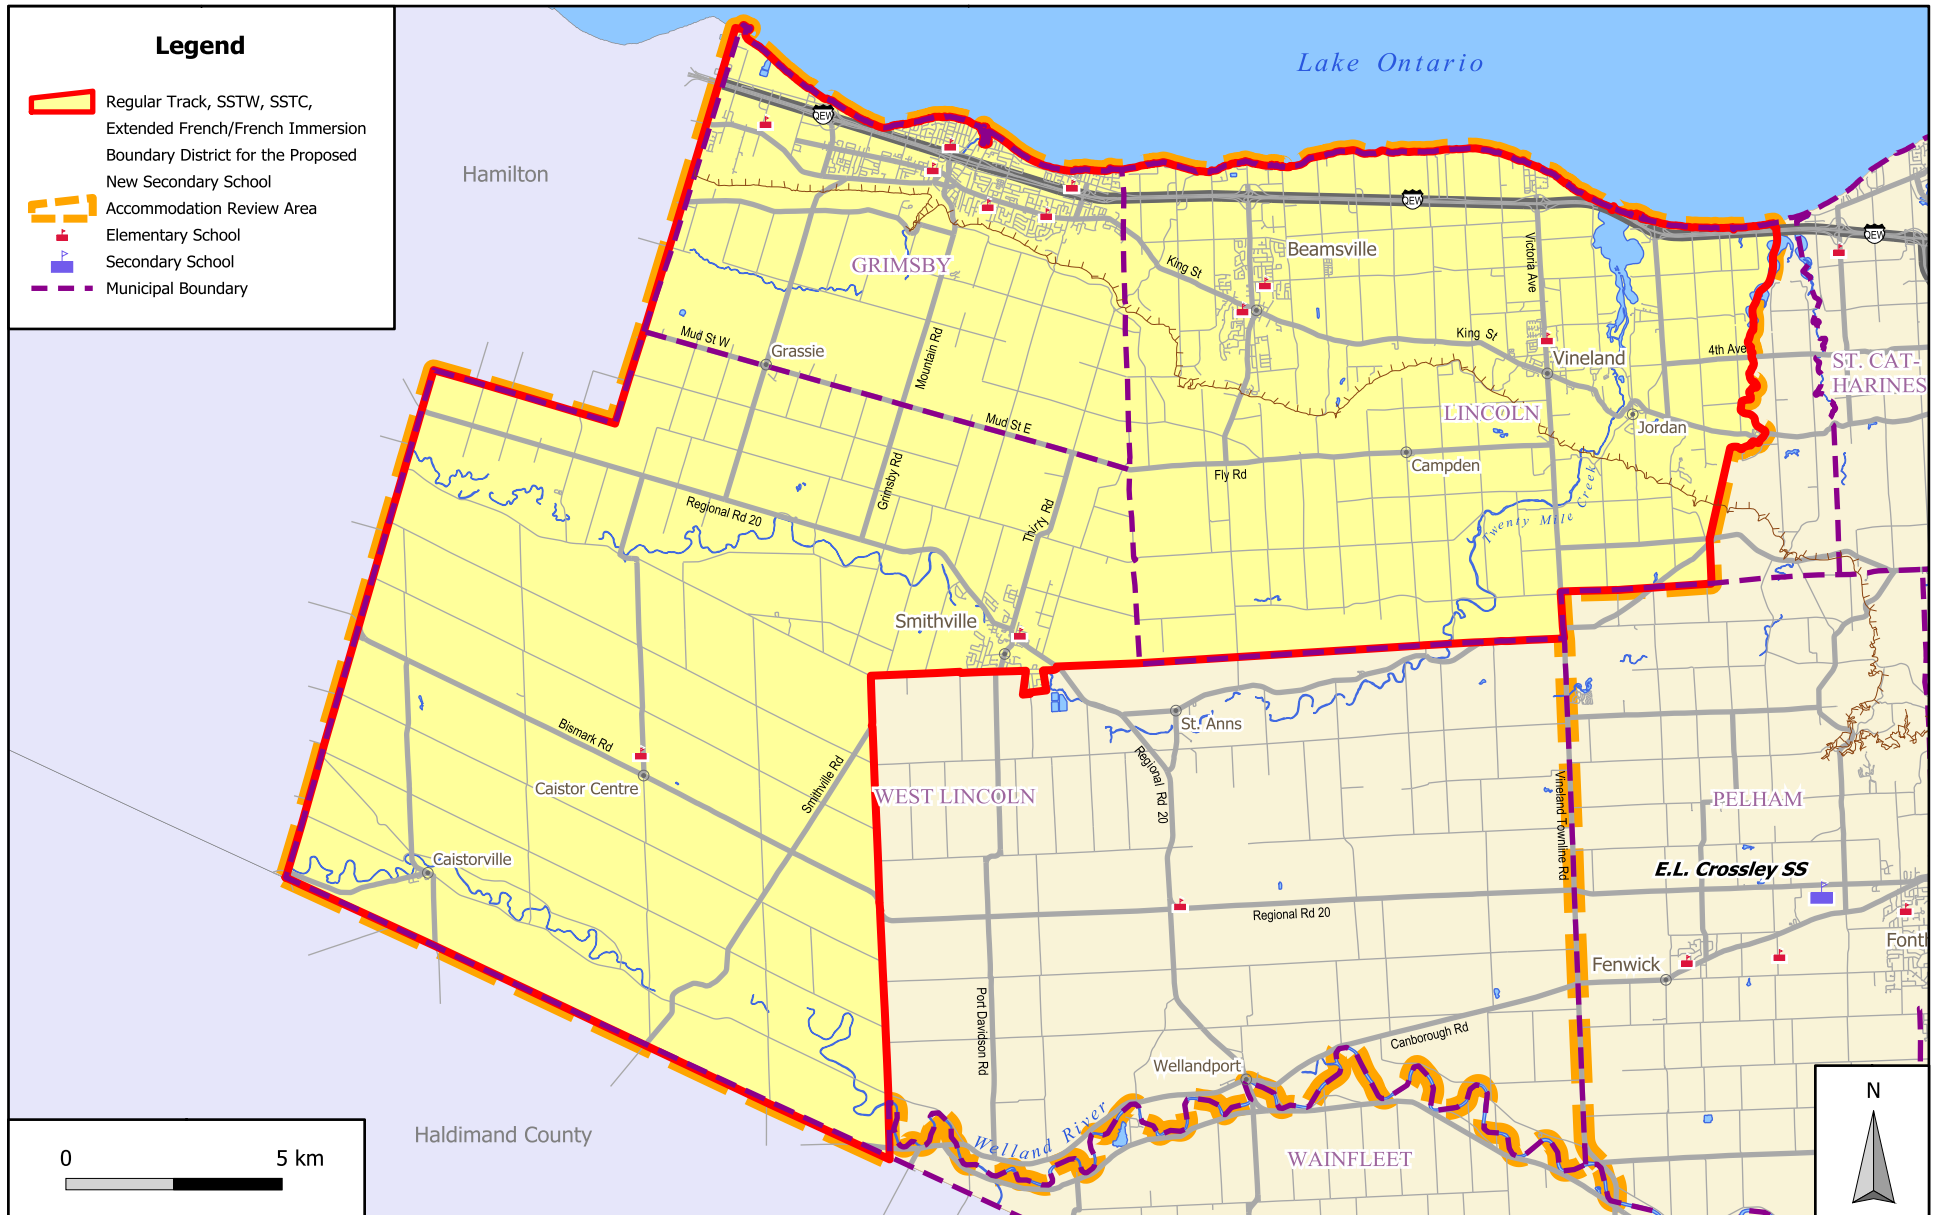 Legend
Regular Track, SSTW, SSTC,
Extended French/French Immersion
Boundary District for the Proposed
New Secondary School
Accommodation Review Area
Elementary School
Secondary School
Municipal Boundary
Lake Ontario
QEW
QEW
QEW
Hamilton
GRIMSBY
Beamsville
King St
Victoria Ave
King St
4th Ave
Vineland
ST. CAT-
HARINES
Mud St W
Grassie
Mountain Rd
LINCOLN
Jordan
Mud St E
Campden
Fly Rd
Grimsby Rd
Regional Rd 20
Thirty Rd
Twenty Mile Creek
Smithville
St. Anns
Bismark Rd
Caistor Centre
Smithville Rd
Regional Rd 20
WEST LINCOLN
Vineland Townline Rd
PELHAM
Caistorville
E.L. Crossley SS
Regional Rd 20
Fenwick
Fonth
Port Davidson Rd
Canborough Rd
Wellandport
Welland River
WAINFLEET
Haldimand County
0 5 km
N